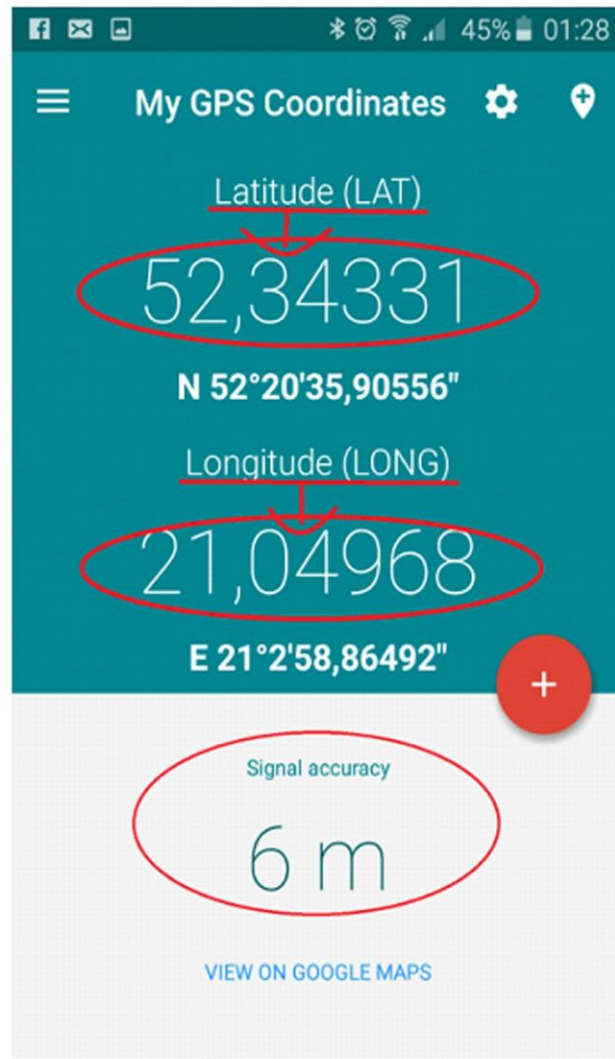 45% 01:28
My GPS Coordinates
Latitude (LAT)
52,34331
N 52°20'35,90556"
Longitude (LONG)
21,04968
E 21°2'58,86492"
+
Signal accuracy
6 m
VIEW ON GOOGLE MAPS